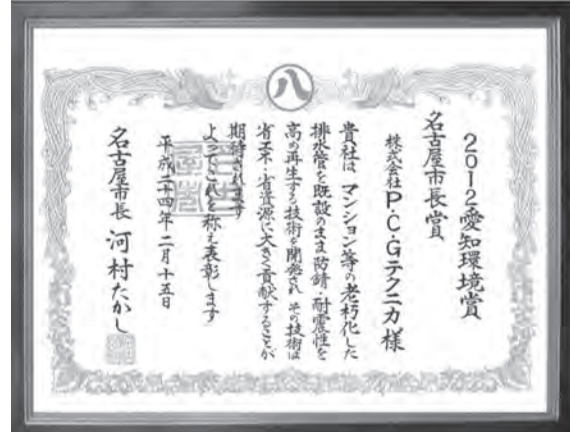 八
2012愛知環境賞
名古屋市長賞
株式会社P・C・Gテクニカ様
貴社は、マンション等の老朽化した
排水管を既設のまま防錆・耐震性を
高め再生する技術を開発され、その技術は
省エネ・省資源に大きく貢献することが
期待されます
よってこれを称え表彰します
平成二十四年二月十五日
名古屋市長 河村たかし